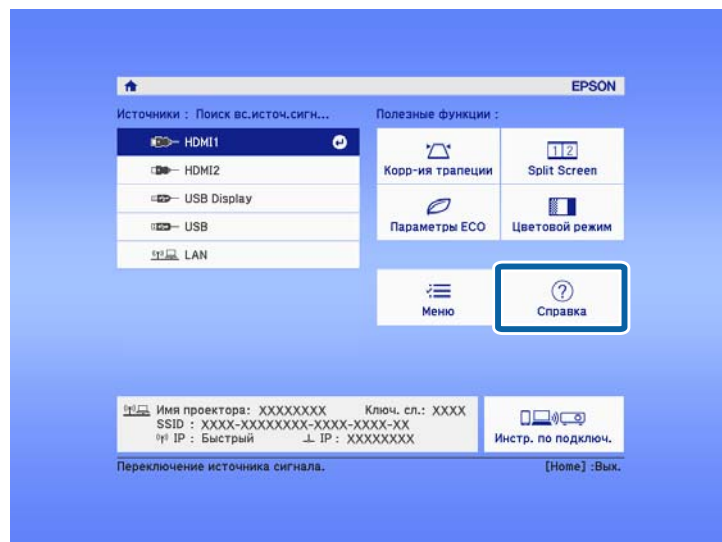 EPSON
Источники : Поиск вс.источ.сигн...
HDMI1
HDMI2
USB Display
USB
LAN
Полезные функции :
Корр-ия трапеции
1 2
Split Screen
Параметры ECO
Цветовой режим
Меню
?
Справка
Имя проектора: XXXXXXXX Ключ. сл.: XXXX
SSID : XXXX-XXXXXXXX-XXXX-XXXX-XX
IP : Быстрый IP : XXXXXXXX
Инстр. по подключ.
Переключение источника сигнала.
[Home] :Вых.